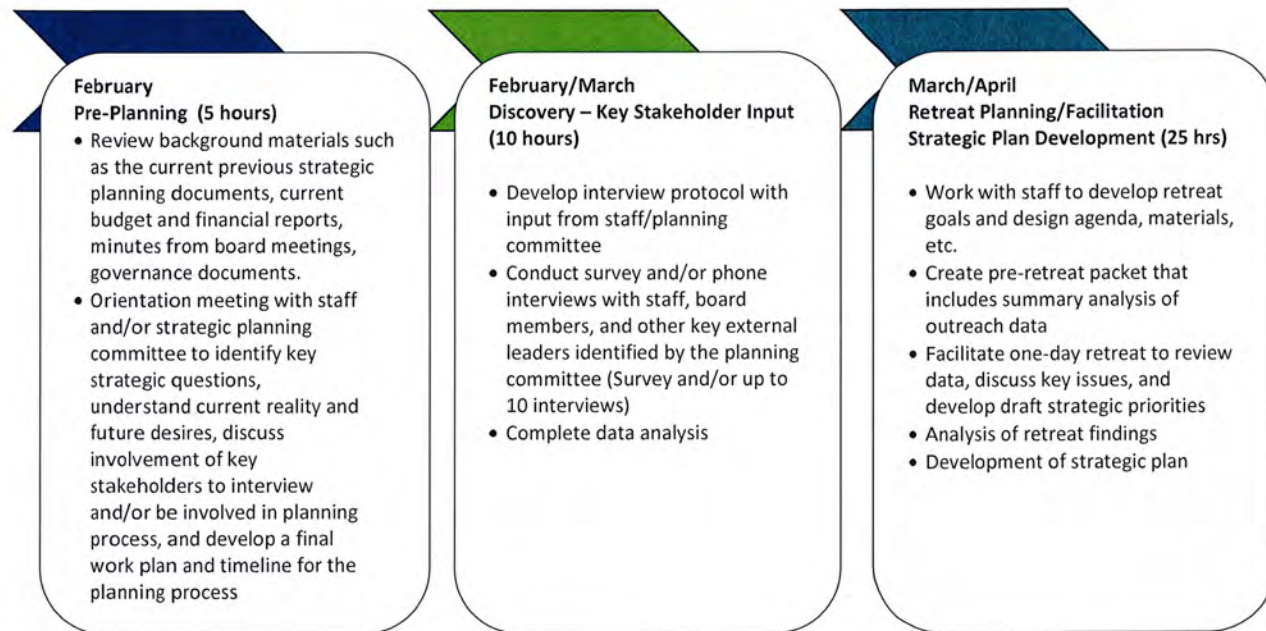 February
Pre-Planning (5 hours)
• Review background materials such
as the current previous strategic
planning documents, current
budget and financial reports,
minutes from board meetings,
governance documents.
• Orientation meeting with staff
and/or strategic planning
committee to identify key
strategic questions,
understand current reality and
future desires, discuss
involvement of key
stakeholders to interview
and/or be involved in planning
process, and develop a final
work plan and timeline for the
planning process
February/March
Discovery – Key Stakeholder Input
(10 hours)
• Develop interview protocol with
input from staff/planning
committee
• Conduct survey and/or phone
interviews with staff, board
members, and other key external
leaders identified by the planning
committee (Survey and/or up to
10 interviews)
• Complete data analysis
March/April
Retreat Planning/Facilitation
Strategic Plan Development (25 hrs)
• Work with staff to develop retreat
goals and design agenda, materials,
etc.
• Create pre-retreat packet that
includes summary analysis of
outreach data
• Facilitate one-day retreat to review
data, discuss key issues, and
develop draft strategic priorities
• Analysis of retreat findings
• Development of strategic plan